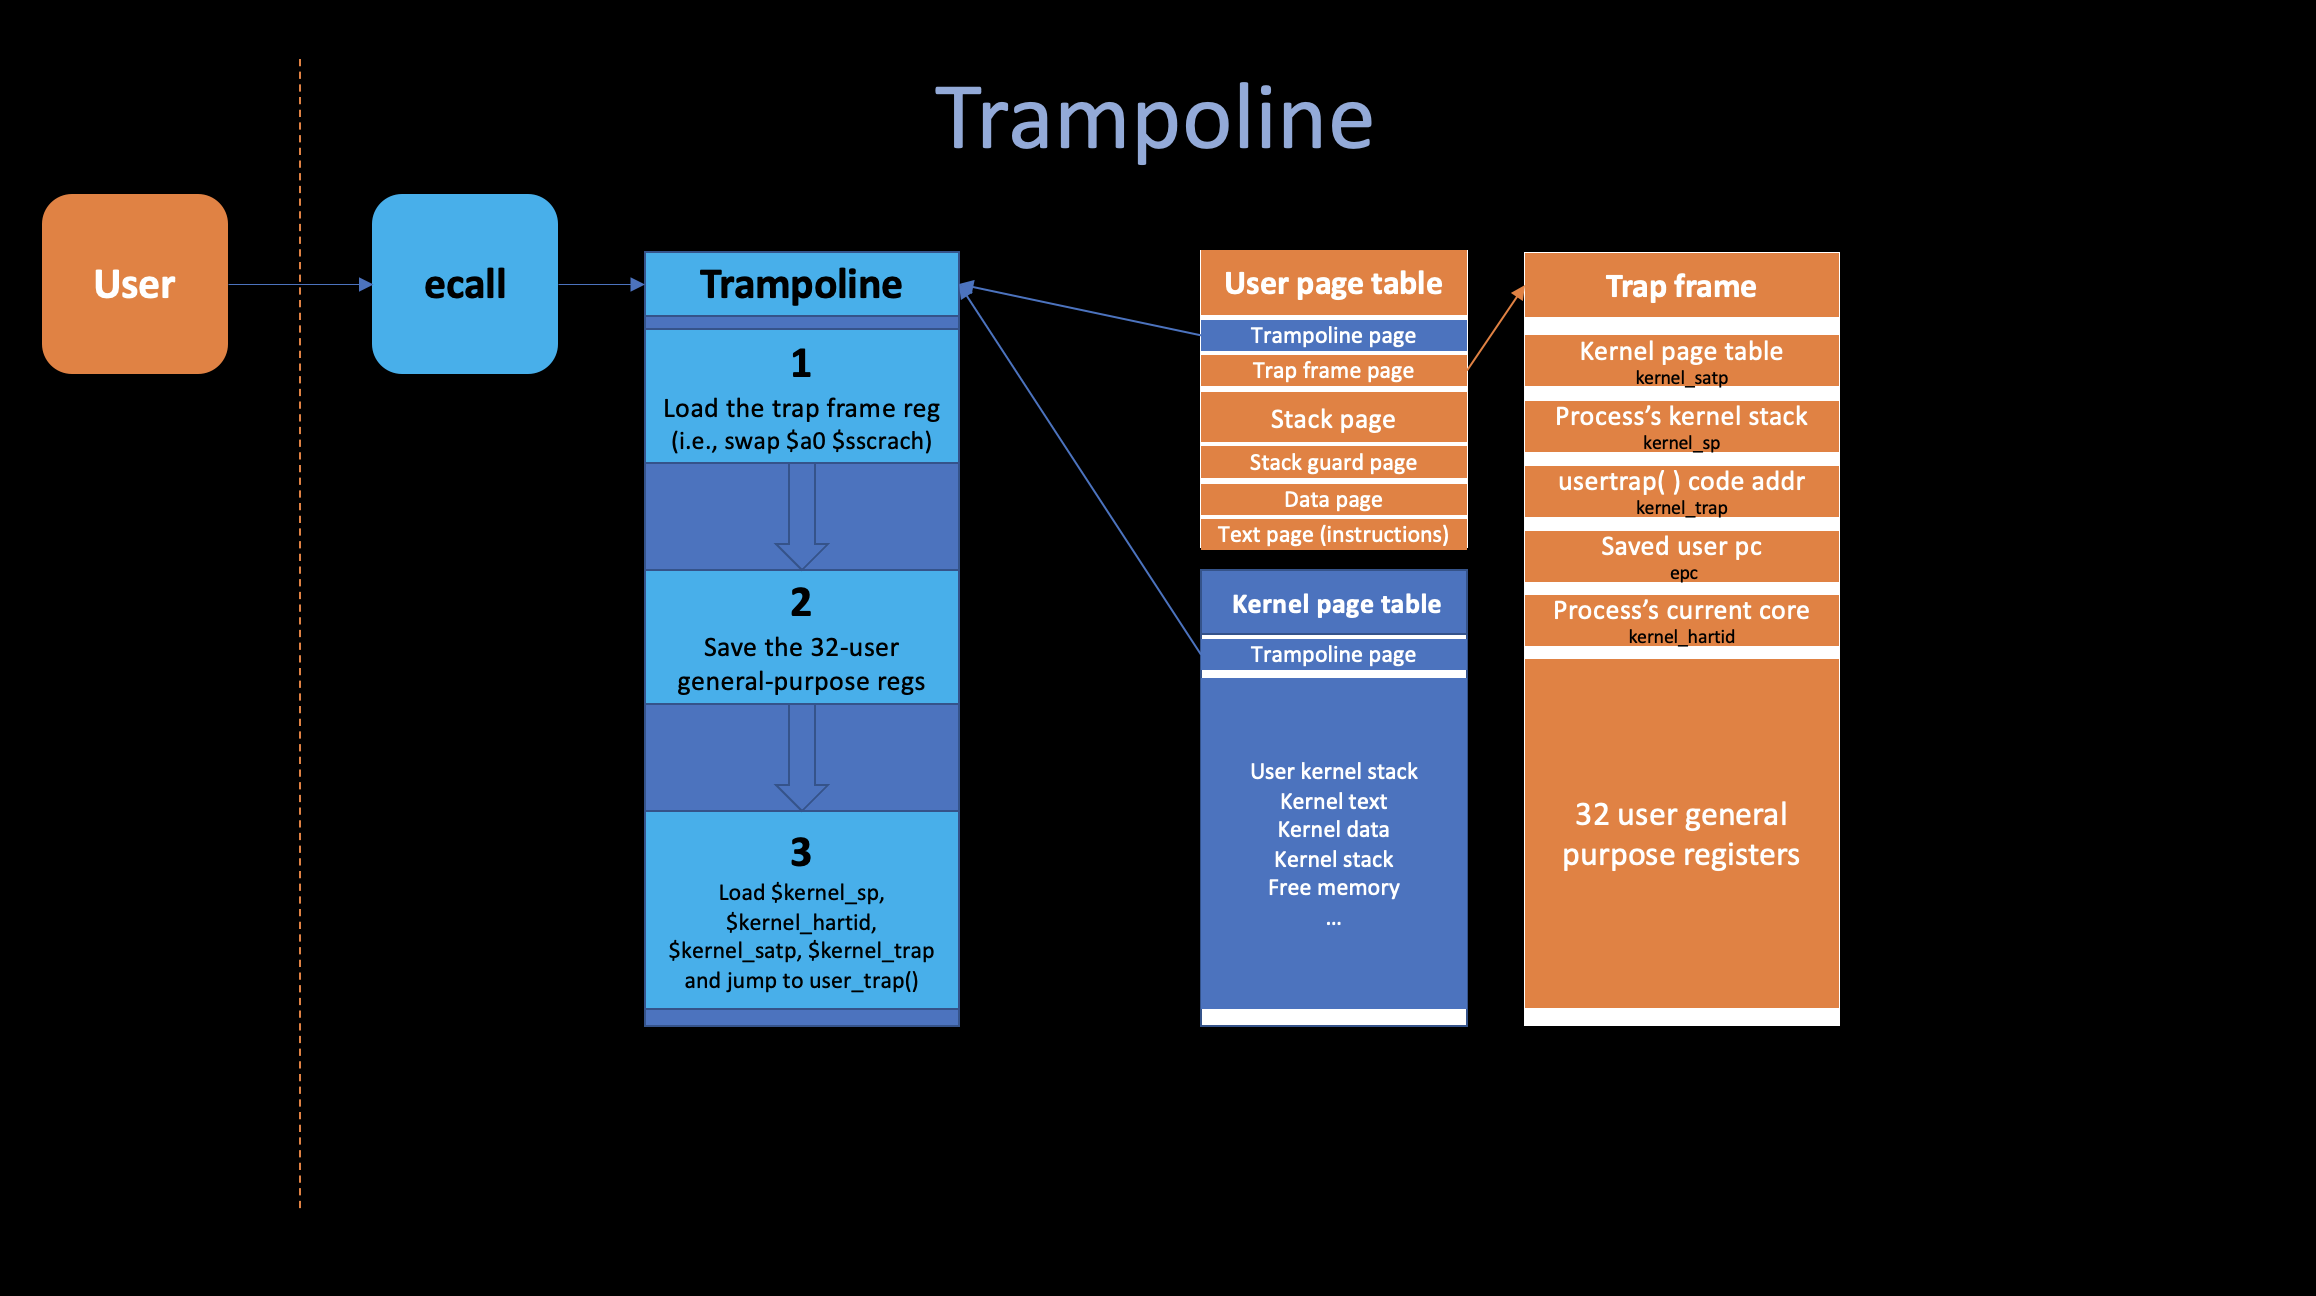 Trampoline
User
ecall
Trampoline
1
Load the trap frame reg
(i.e., swap $a0 $sscrach)
2
Save the 32-user
general-purpose regs
3
Load $kernel_sp,
$kernel_hartid,
$kernel_satp, $kernel_trap
and jump to user_trap()
User page table
Trampoline page
Trap frame page
Stack page
Stack guard page
Data page
Text page (instructions)
Kernel page table
Trampoline page
User kernel stack
Kernel text
Kernel data
Kernel stack
Free memory
...
Trap frame
Kernel page table
kernel_satp
Process’s kernel stack
kernel_sp
usertrap( ) code addr
kernel_trap
Saved user pc
epc
Process’s current core
kernel_hartid
32 user general
purpose registers